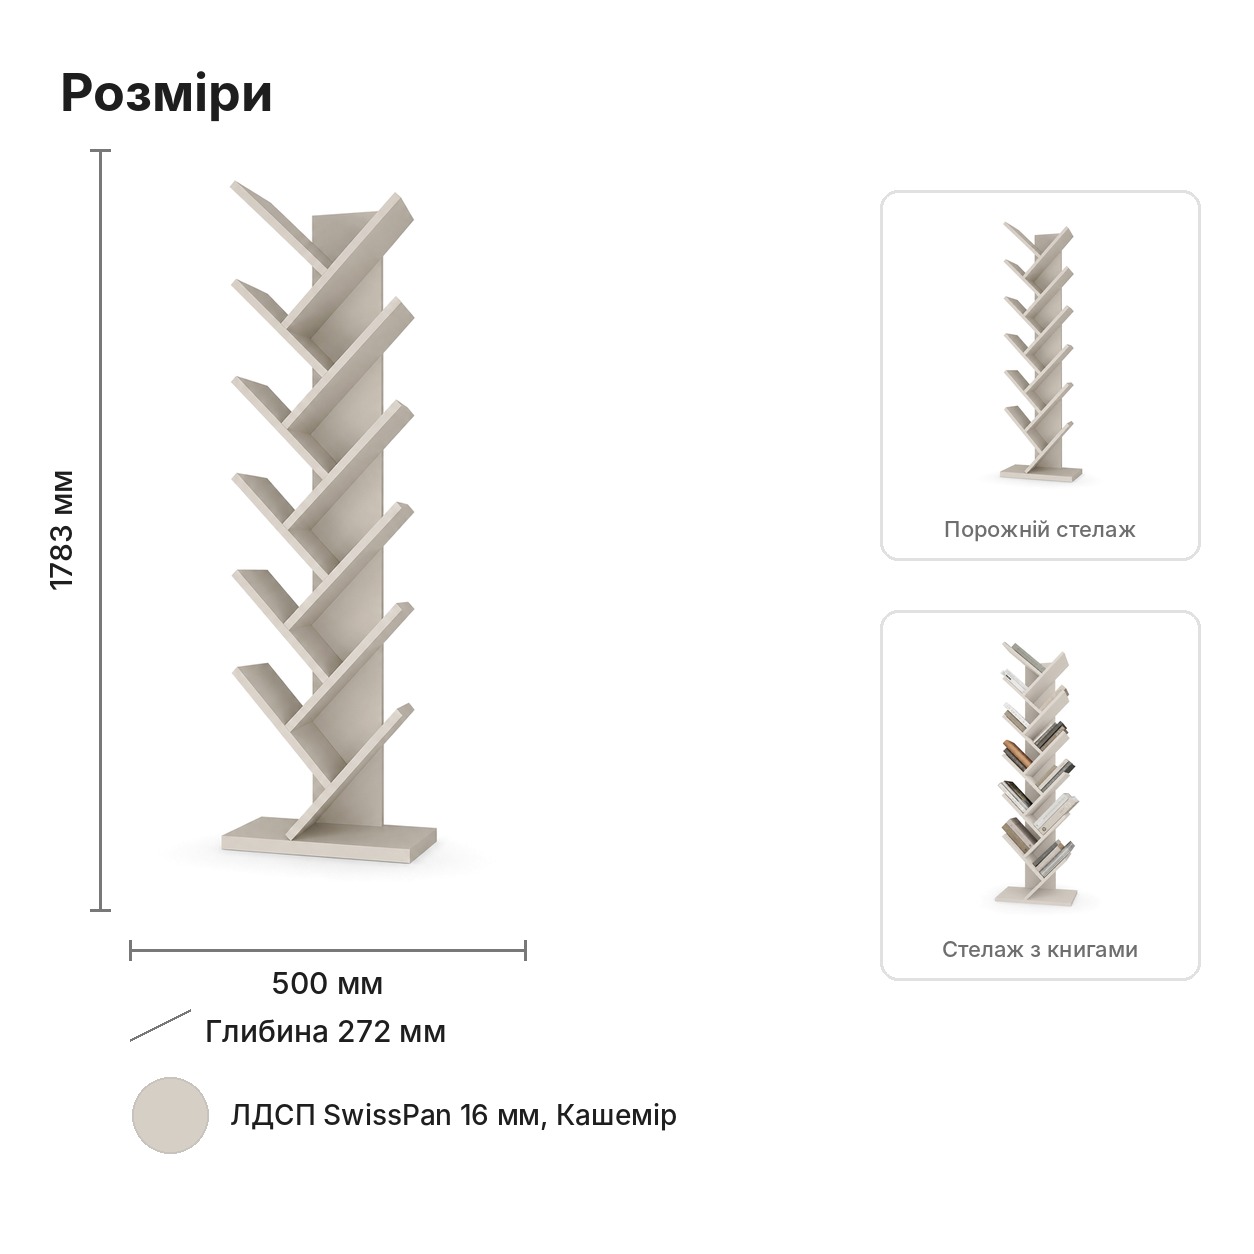 Розміри
1783 мм
500 мм
Глибина 272 мм
ЛДСП SwissPan 16 мм, Кашемір
Порожній стелаж
Стелаж з книгами